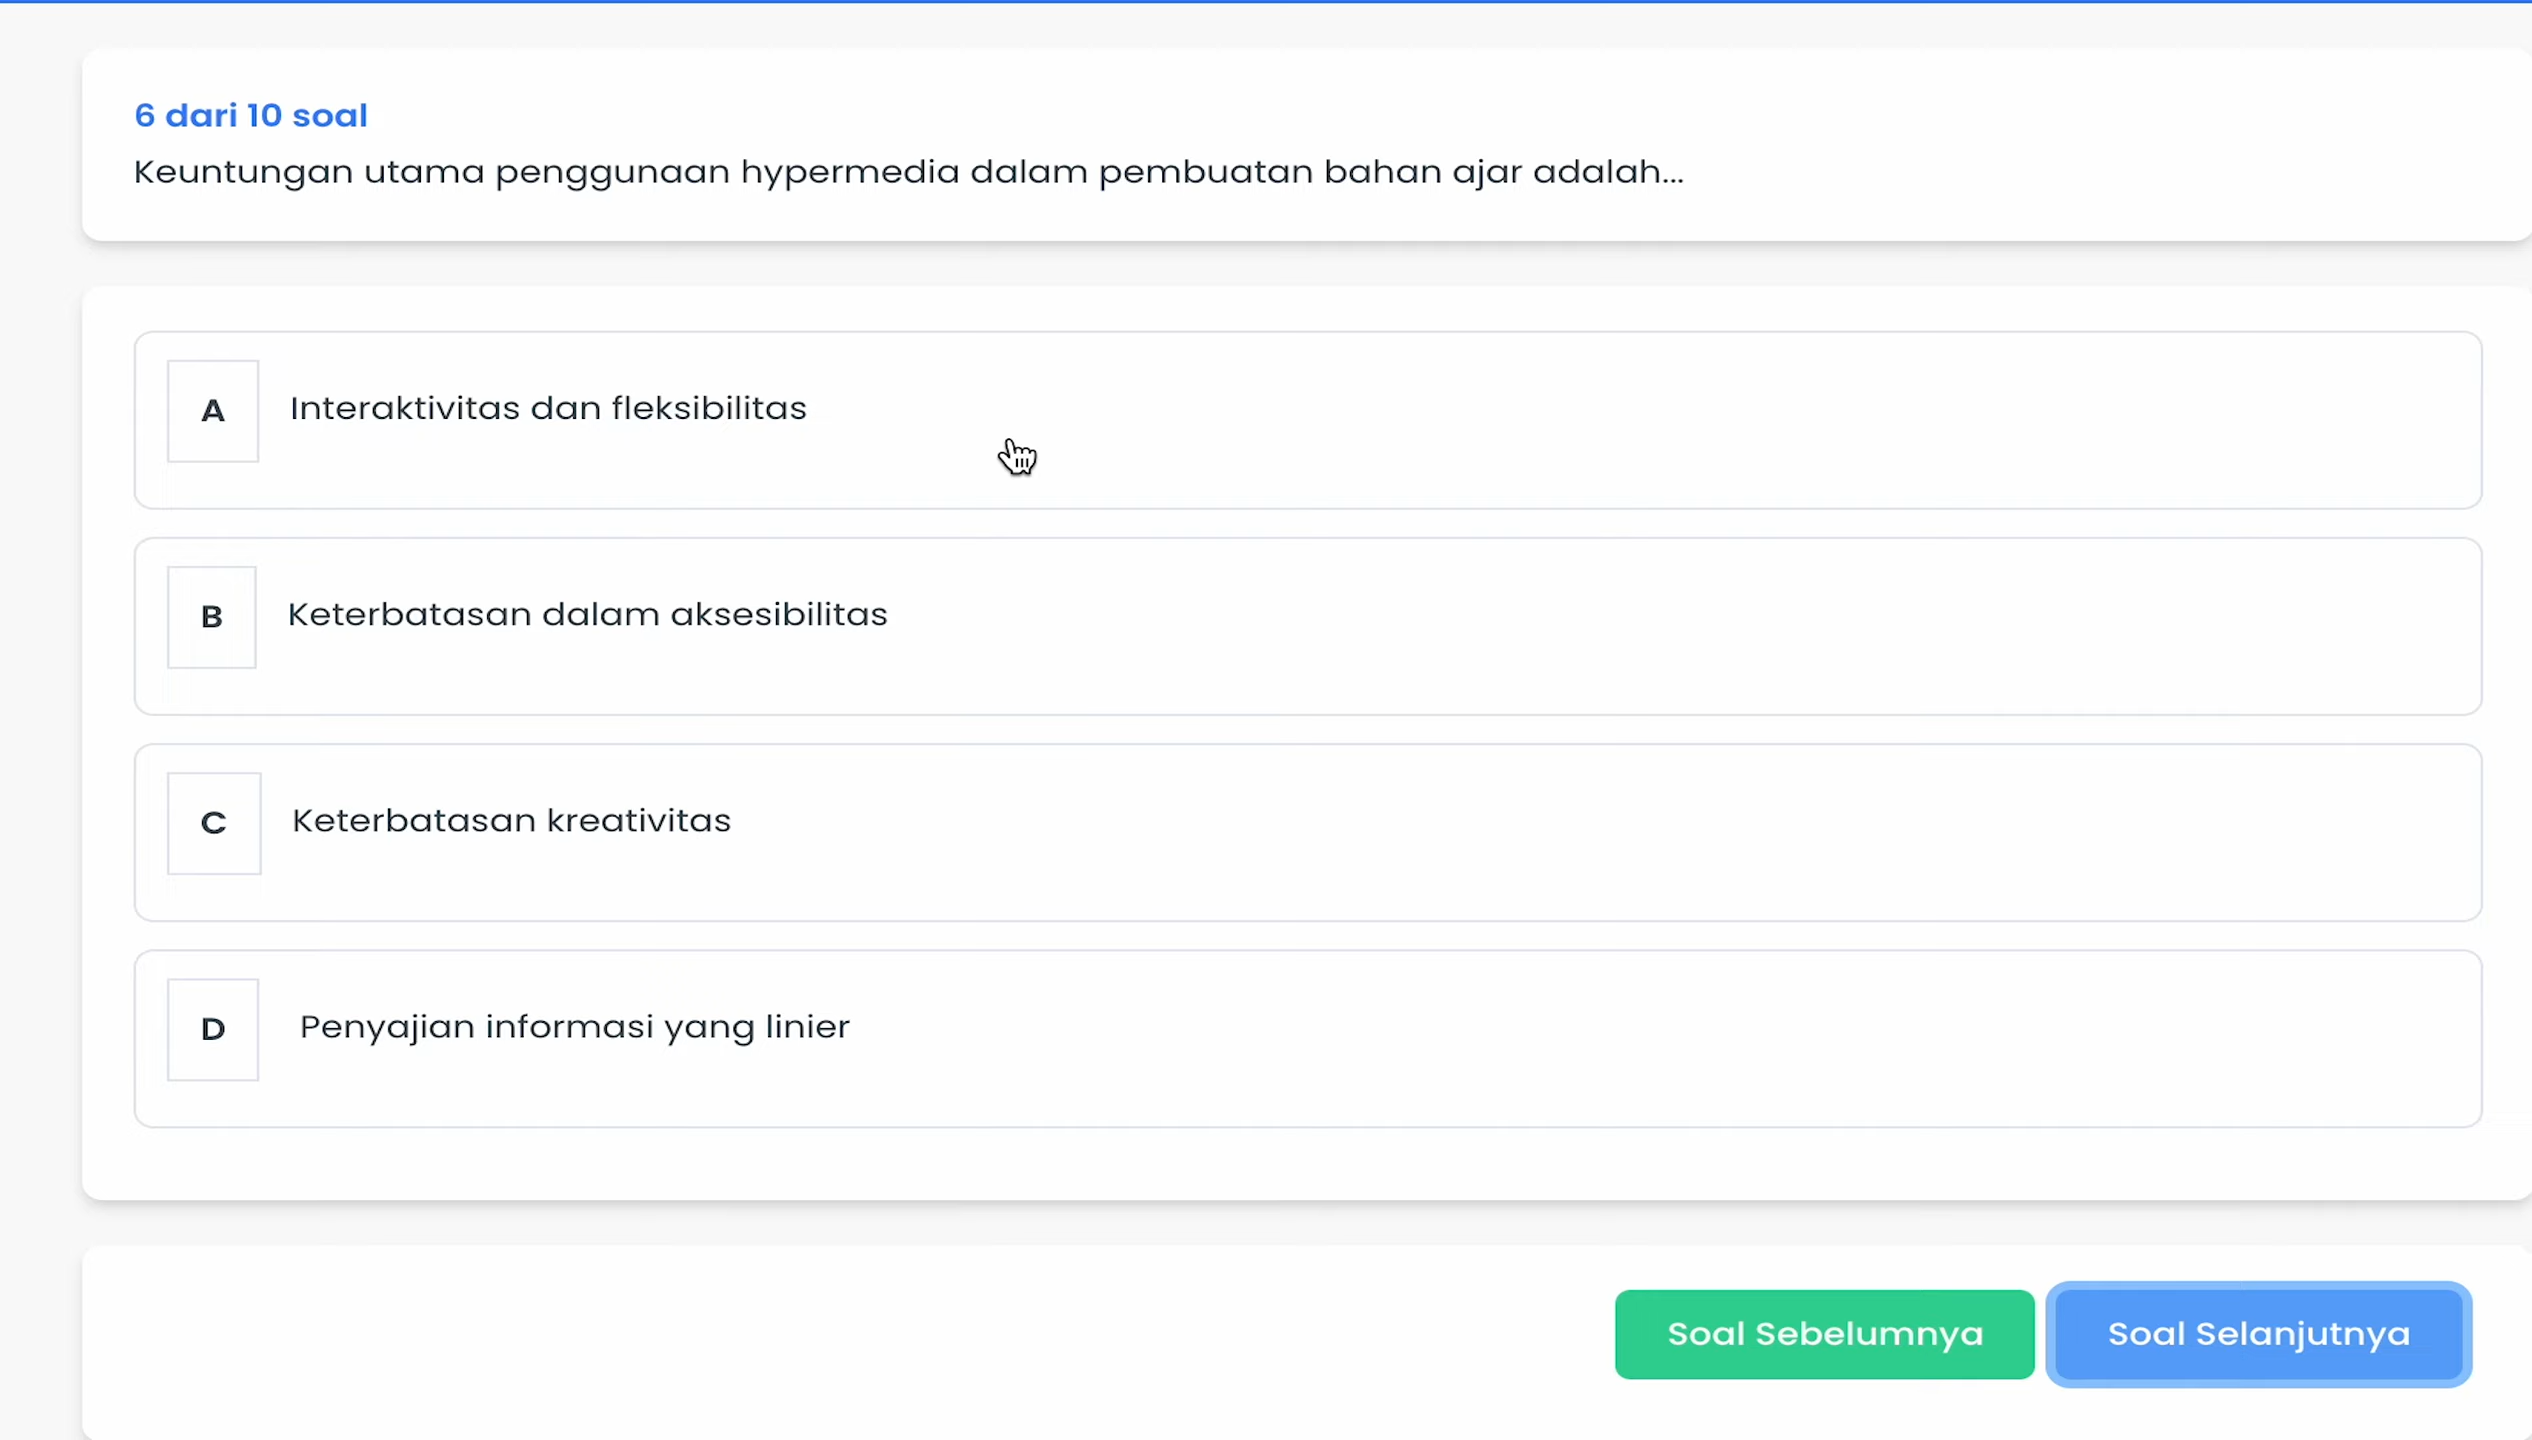 6 dari 10 soal
Keuntungan utama penggunaan hypermedia dalam pembuatan bahan ajar adalah...
A Interaktivitas dan fleksibilitas
B Keterbatasan dalam aksesibilitas
C Keterbatasan kreativitas
D Penyajian informasi yang linier
Soal Sebelumnya Soal Selanjutnya